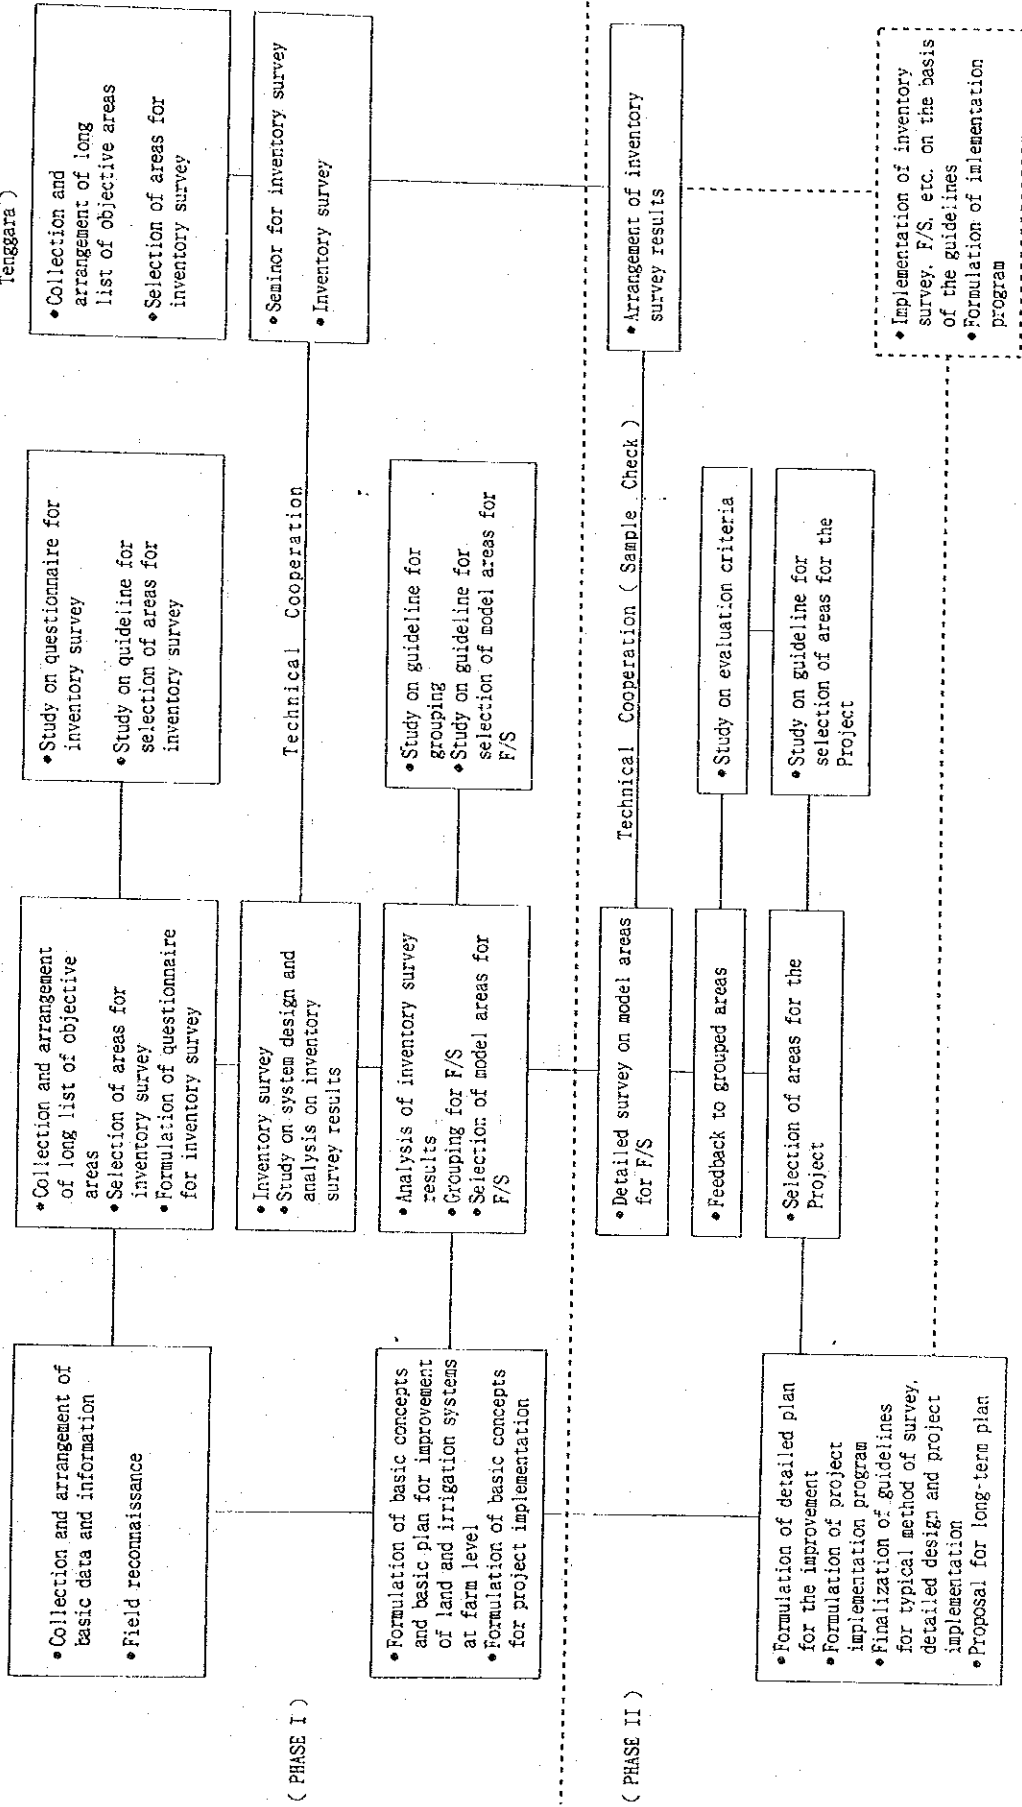 Tenggara)
( PHASE I )
•Collection and arrangement of
basic data and information
•Field reconnaissance
•Collection and arrangement
of long list of objective
areas
•Selection of areas for
inventory survey
•Formulation of questionnaire
for inventory survey
•Study on questionnaire for
inventory survey
•Study on quideline for
selection of areas for
inventory survey
•Collection and
arrangement of long
list of objective areas
•Selection of areas for
inventory survey
•Inventory survey
•Study on system design and
analysis on inventory
survey results
Technical Cooperation
•Seminor for inventory survey
•Inventory survey
•Formulation of basic concepts
and basic plan for improvement
of land and irrigation systems
at farm level
•Formulation of basic concepts
for project implementation
•Analysis of inventory survey
results
•Grouping for F/S
•Selection of model areas for
F/S
•Study on guideline for
grouping
•Study on guideline for
selection of model areas for
F/S
( PHASE II )
•Detailed survey on model areas
for F/S
Technical Cooperation ( Sample Check )
•Arrangement of inventory
survey results
•Feedback to grouped areas
•Study on evaluation criteria
•Selection of areas for the
Project
•Study on guideline for
selection of areas for the
Project
•Formulation of detailed plan
for the improvement
•Formulation of project
implementation program
•Finalization of guidelines
for typical method of survey,
detailed design and project
implementation
•Proposal for long-term plan
•Implementation of inventory
survey, F/S, etc. on the basis
of the guidelines
•Formulation of imlementation
program